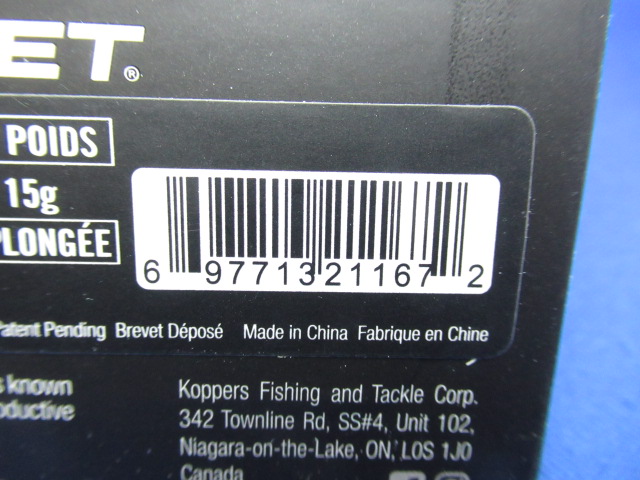 ET®
POIDS
15g
PLONGÉE
6 97713 21167 2
Patent Pending Brevet Déposé Made in China Fabrique en Chine
known
Koppers Fishing and Tackle Corp.
342 Townline Rd, SS#4, Unit 102,
Niagara-on-the-Lake, ON, L0S 1J0
Canada